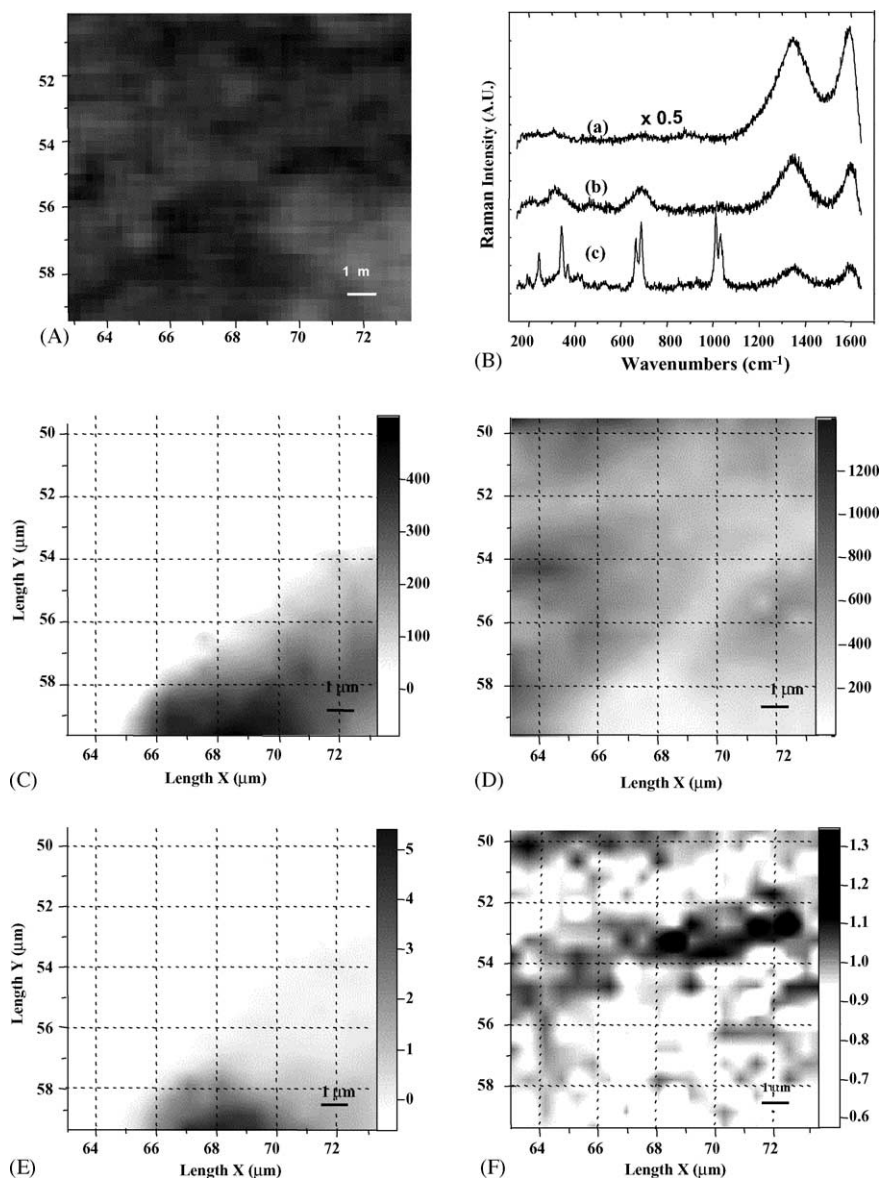 52
54
56
58
1 m
64 66 68 70 72
(A)
Raman Intensity (A.U.)
(a)
x 0.5
(b)
(c)
200 400 600 800 1000 1200 1400 1600
Wavenumbers (cm⁻¹)
(B)
Length Y (μm)
50
52
54
56
58
400
300
200
100
0
1 μm
64 66 68 70 72
Length X (μm)
(C)
50
52
54
56
58
1200
1000
800
600
400
200
1 μm
64 66 68 70 72
Length X (μm)
(D)
Length Y (μm)
50
52
54
56
58
5
4
3
2
1
0
1 μm
64 66 68 70 72
Length X (μm)
(E)
50
52
54
56
58
1.3
1.2
1.1
1.0
0.9
0.8
0.7
0.6
1 μm
64 66 68 70 72
Length X (μm)
(F)